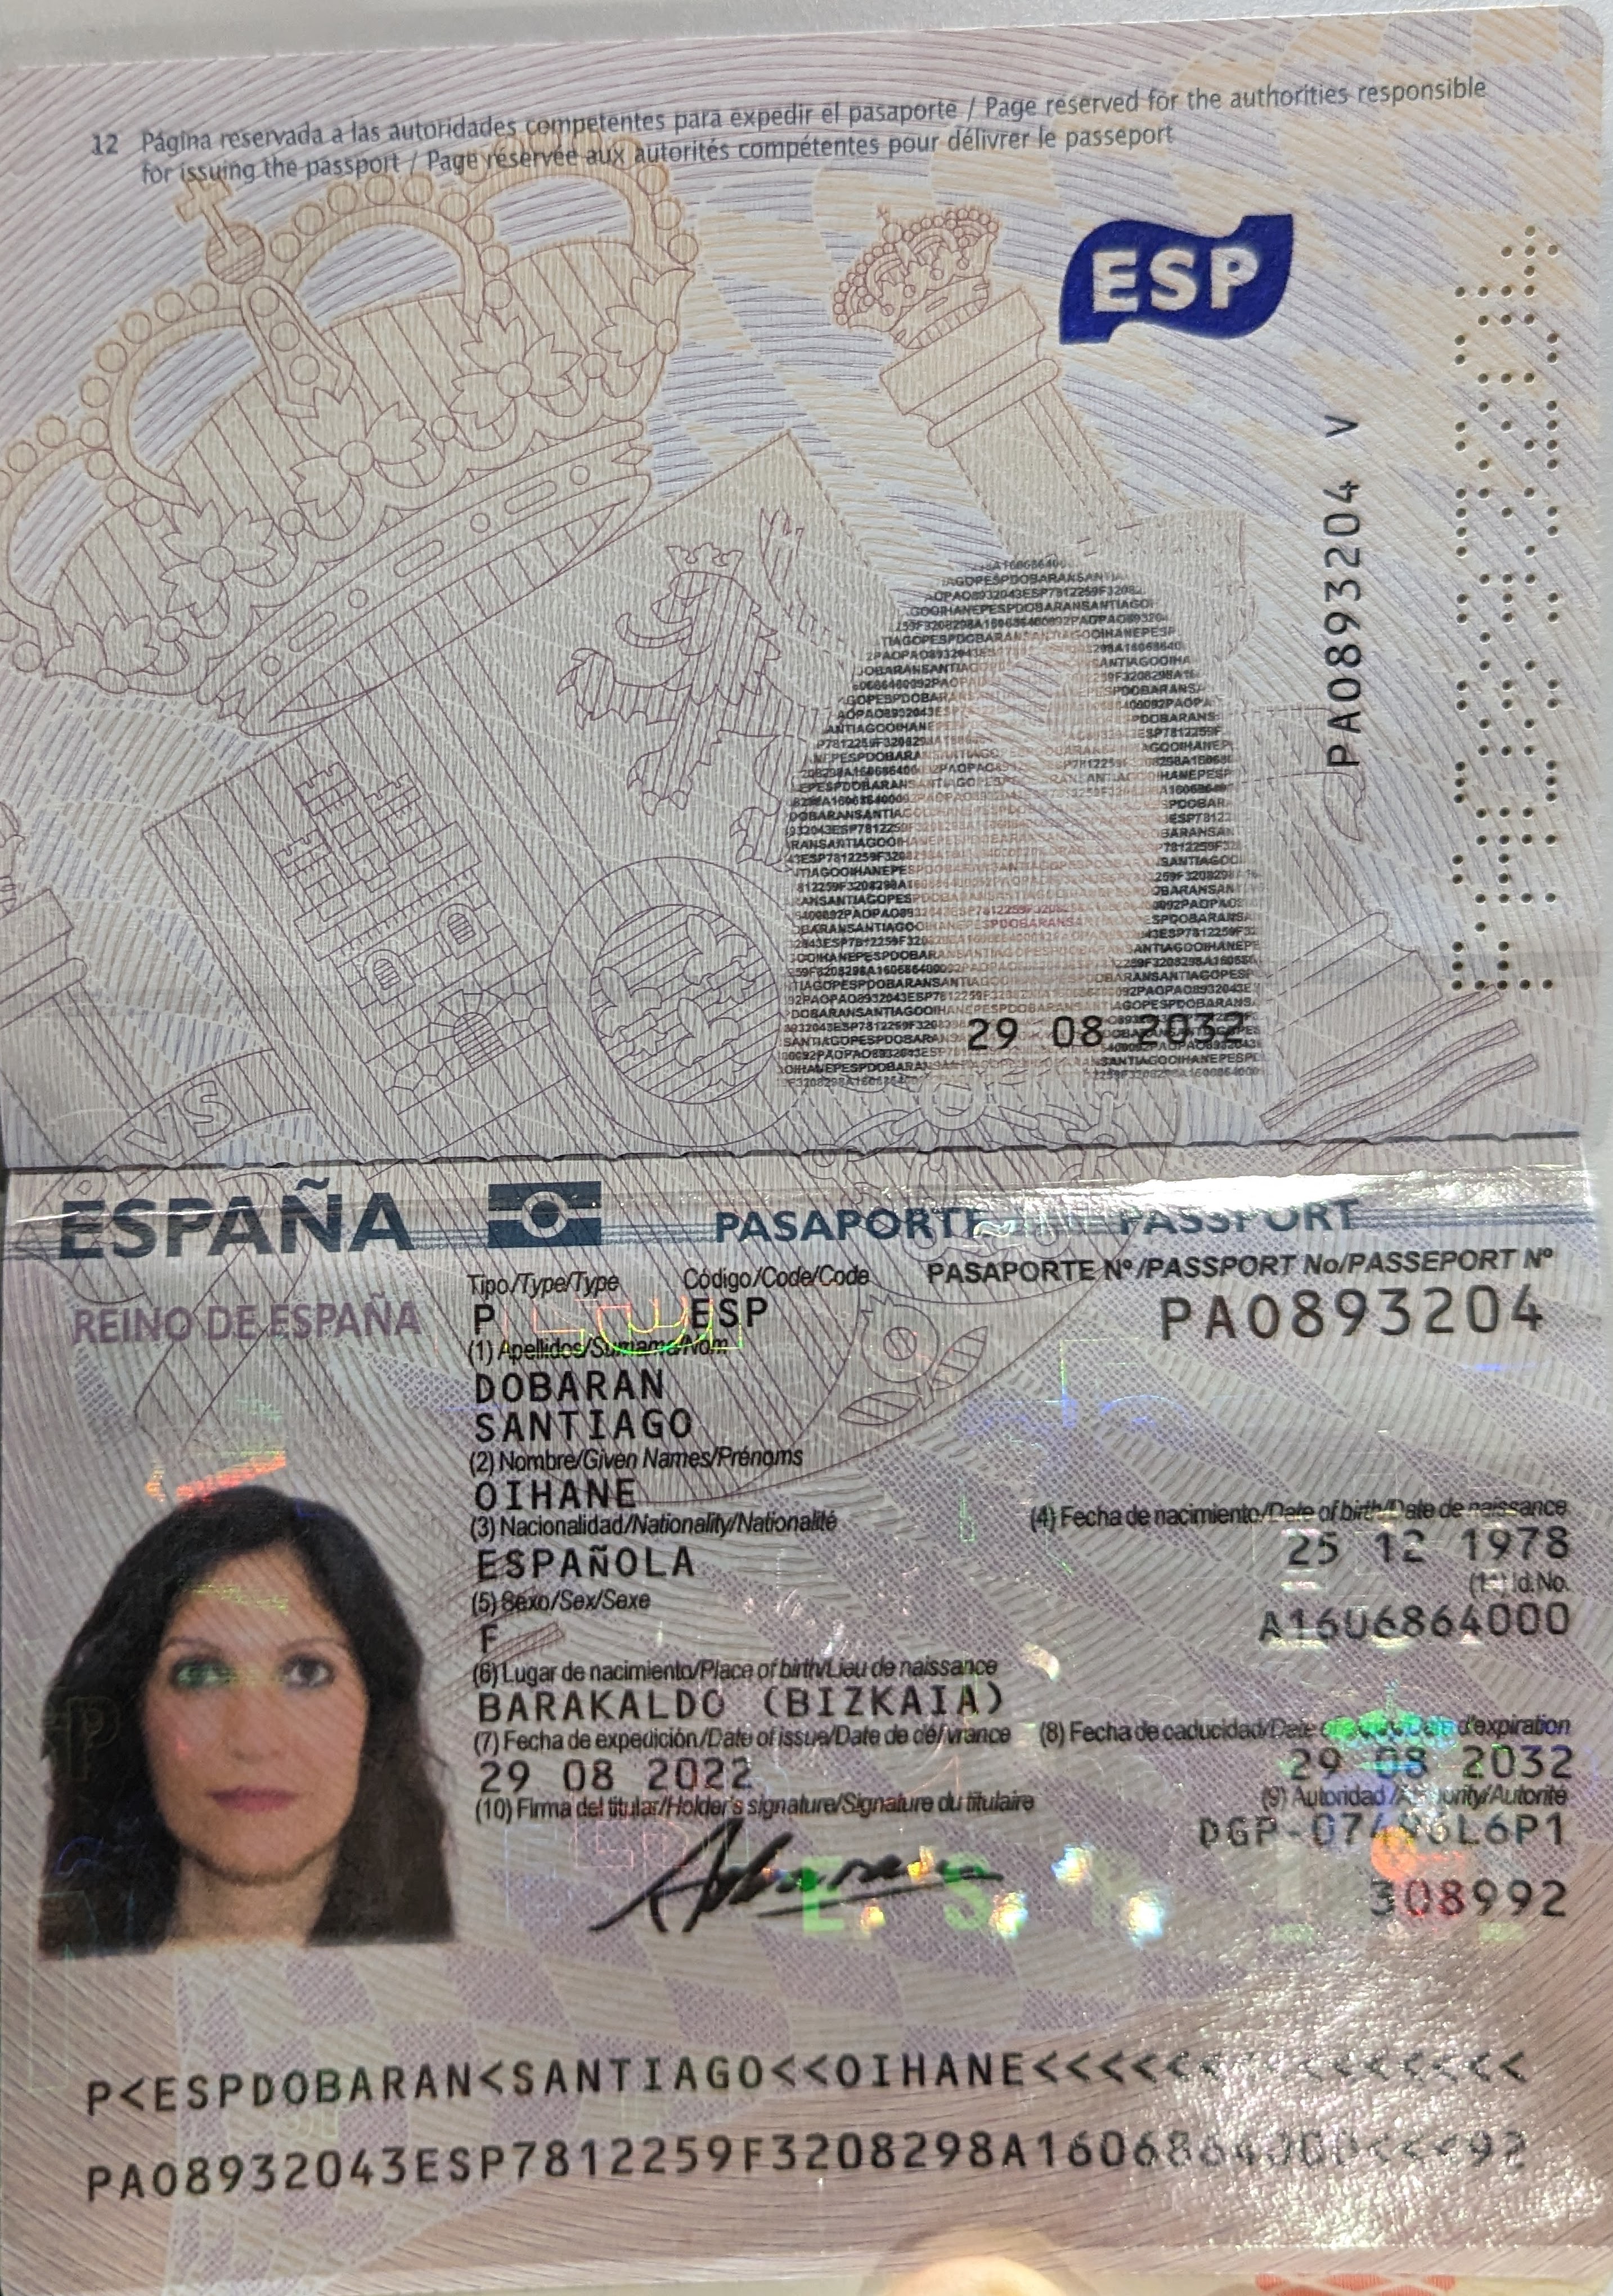 12 Página reservada a las autoridades competentes para expedir el pasaporte / Page reserved for the authorities responsible
for issuing the passport / Page réservée aux autorités compétentes pour délivrer le passeport
ESP
PA0893204 V
29 08 2032
ESPAÑA PASAPORTE PASSPORT
REINO DE ESPAÑA
Tipo/Type/Type Código/Code/Code PASAPORTE Nº/PASSPORT No/PASSEPORT Nº
P ESP PA0893204
(1) Apellidos/Surname/Nom
DOBARAN
SANTIAGO
(2) Nombre/Given Names/Prénoms
OIHANE
(3) Nacionalidad/Nationality/Nationalité (4) Fecha de nacimiento/Date of birth/Date de naissance
ESPAÑOLA 25 12 1978
(5) Sexo/Sex/Sexe (11) Id.No.
F A1606864000
(6) Lugar de nacimiento/Place of birth/Lieu de naissance
BARAKALDO (BIZKAIA)
(7) Fecha de expedición/Date of issue/Date de délivrance (8) Fecha de caducidad/Date d'expiration
29 08 2022 29 08 2032
(10) Firma del titular/Holder's signature/Signature du titulaire (9) Autoridad/Authority/Autorité
308992
P<ESPDOBARAN<SANTIAGO<<OIHANE<<<<<<<<<<<<<<<
PA08932043ESP7812259F3208298A1606864000<<<92